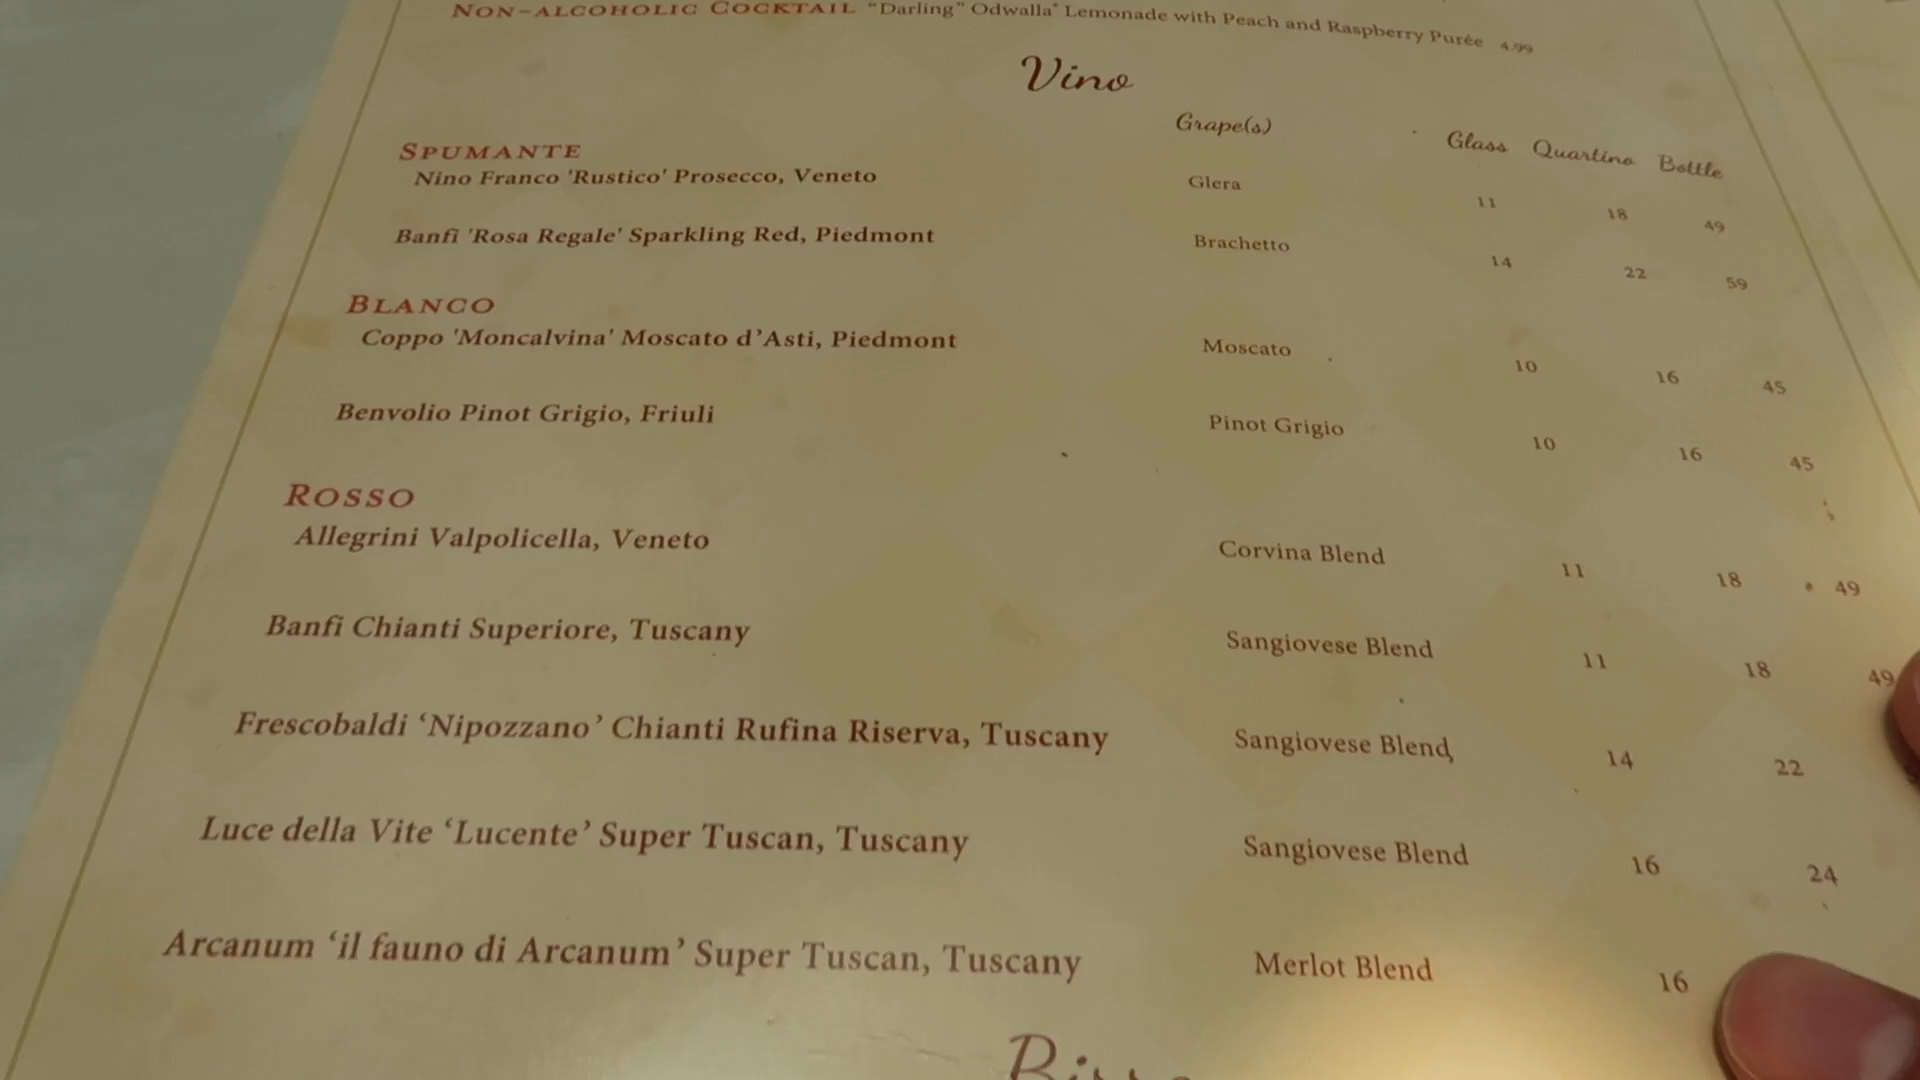 NON-ALCOHOLIC COCKTAIL "Darling" Odwalla® Lemonade with Peach and Raspberry Purée 4.99
Vino
Grape(s) Glass Quartino Bottle
SPUMANTE
Nino Franco 'Rustico' Prosecco, Veneto Glera 11 18 49
Banfi 'Rosa Regale' Sparkling Red, Piedmont Brachetto 14 22 59
BLANCO
Coppo 'Moncalvina' Moscato d'Asti, Piedmont Moscato 10 16 45
Benvolio Pinot Grigio, Friuli Pinot Grigio 10 16 45
ROSSO
Allegrini Valpolicella, Veneto Corvina Blend 11 18 49
Banfi Chianti Superiore, Tuscany Sangiovese Blend 11 18 49
Frescobaldi ‘Nipozzano’ Chianti Rufina Riserva, Tuscany Sangiovese Blend 14 22
Luce della Vite ‘Lucente’ Super Tuscan, Tuscany Sangiovese Blend 16 24
Arcanum ‘il fauno di Arcanum’ Super Tuscan, Tuscany Merlot Blend 16